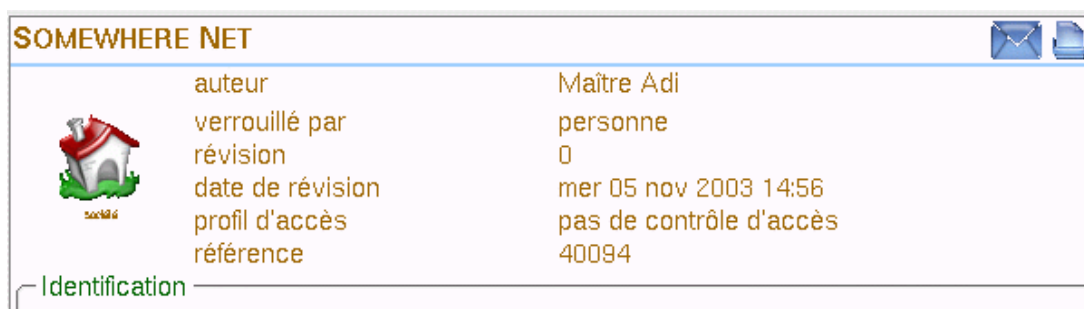 SOMEWHERE NET
auteur Maître Adi
verrouillé par personne
révision 0
date de révision mer 05 nov 2003 14:56
profil d'accès pas de contrôle d'accès
société
référence 40094
Identification